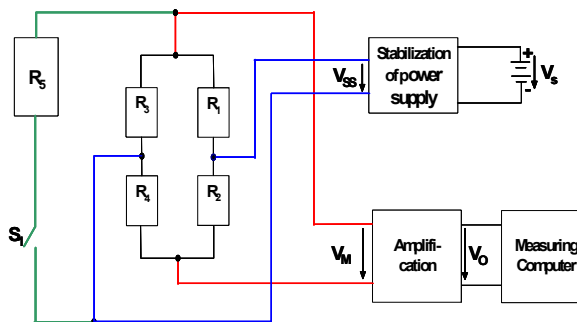 R5
R3
R1
R4
R2
S1
VSS
Stabilization
of power
supply
+
-
Vs
VM
Amplifi-
cation
VO
Measuring
Computer